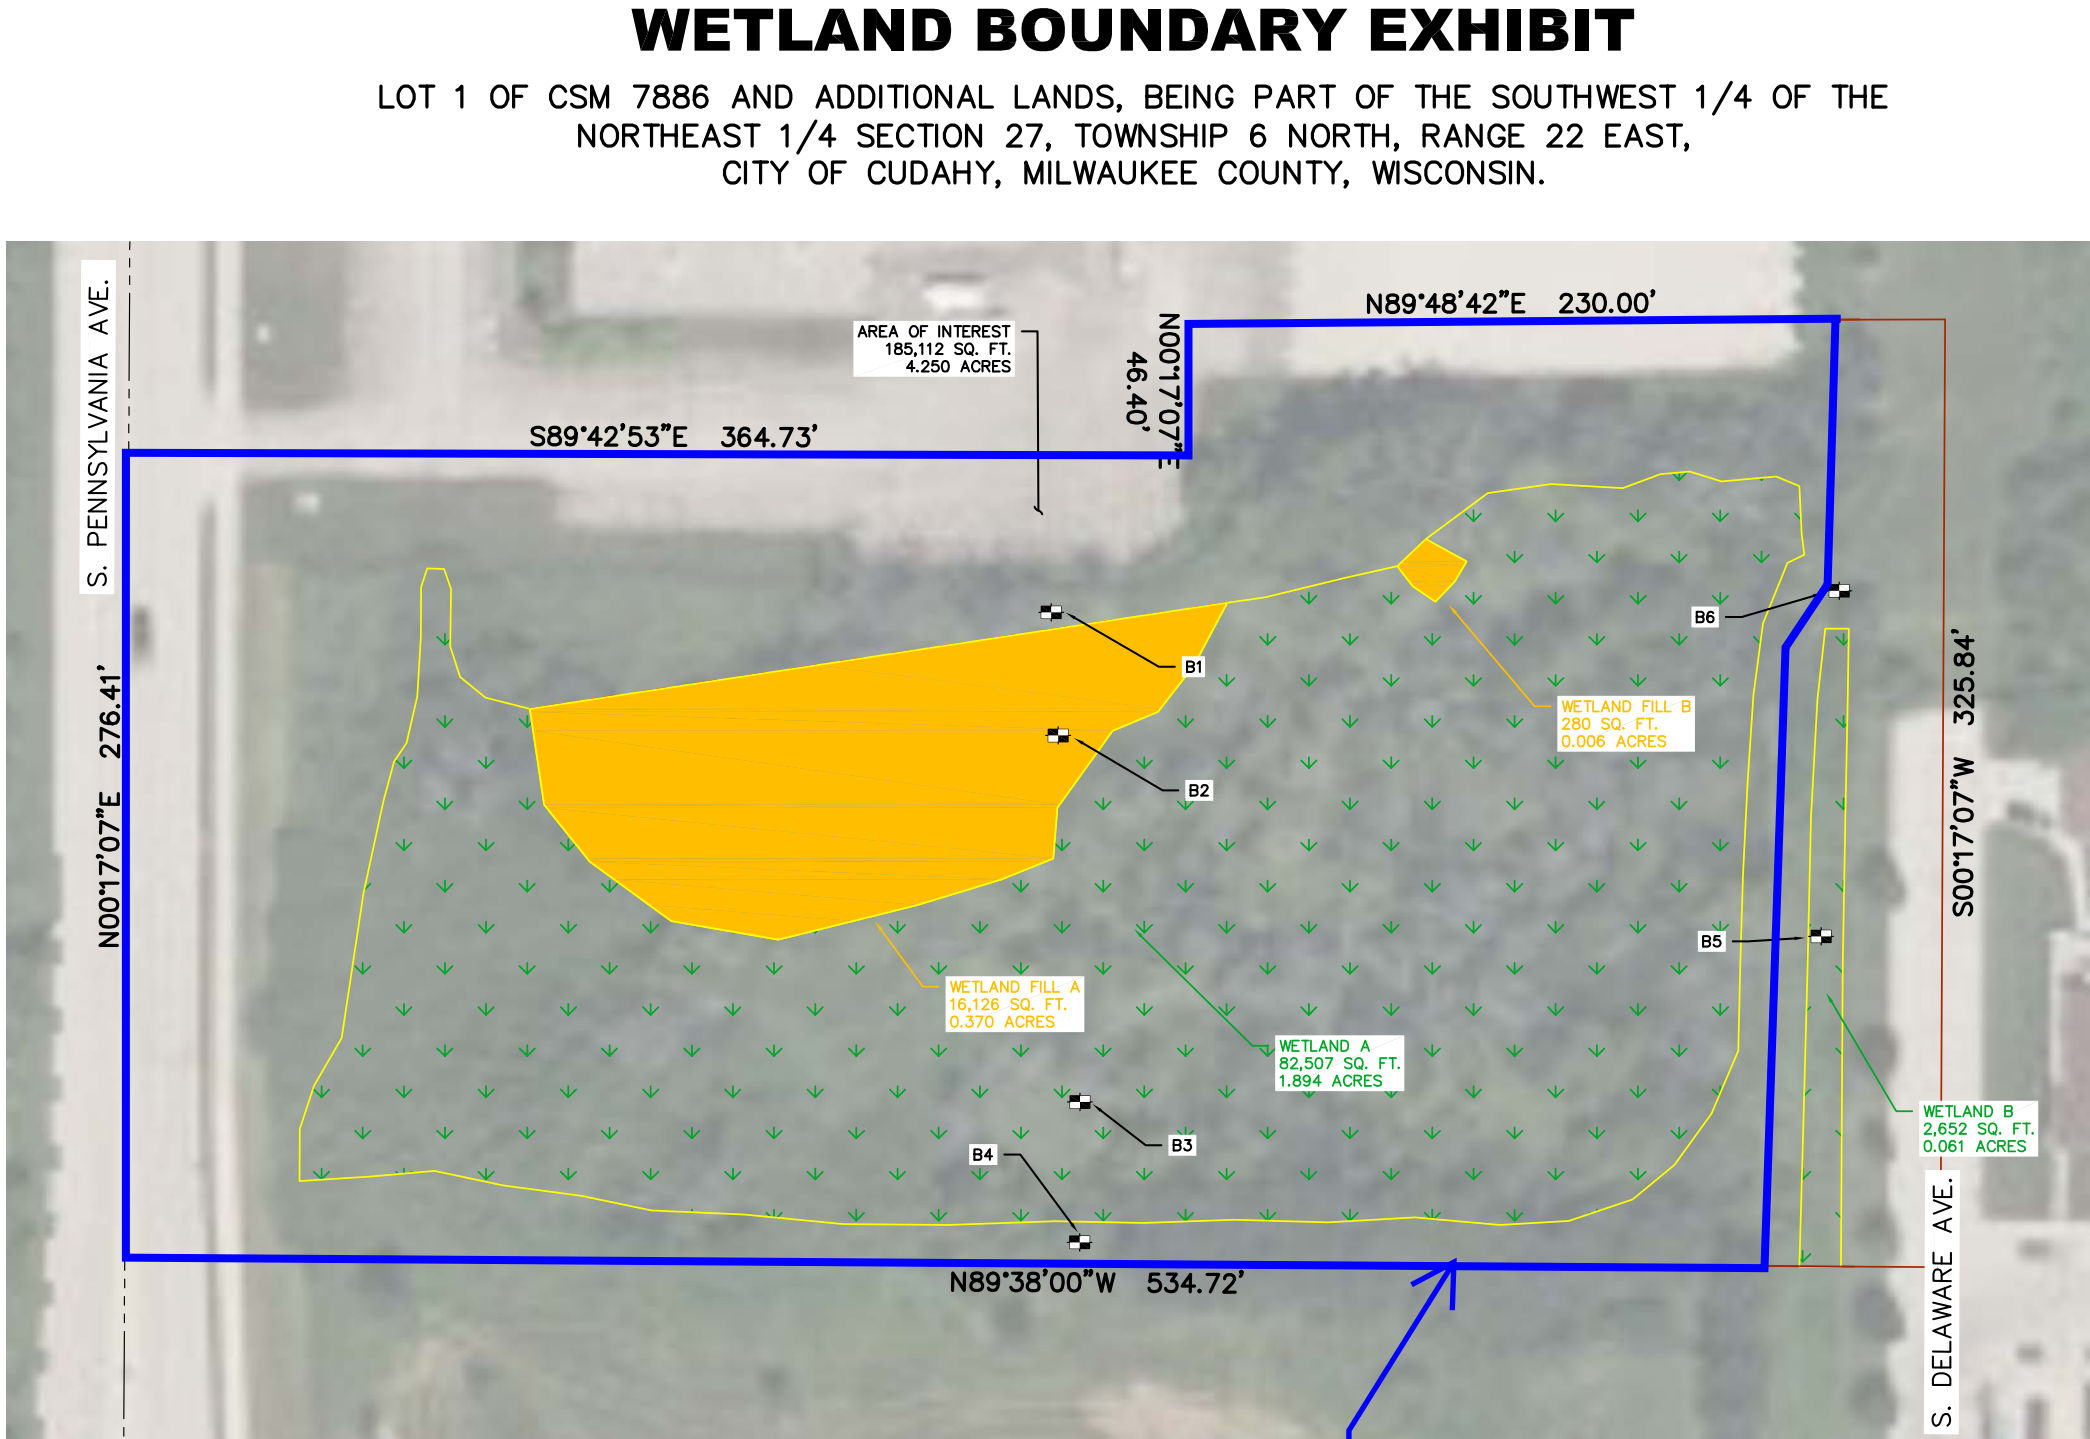 WETLAND BOUNDARY EXHIBIT
LOT 1 OF CSM 7886 AND ADDITIONAL LANDS, BEING PART OF THE SOUTHWEST 1/4 OF THE
NORTHEAST 1/4 SECTION 27, TOWNSHIP 6 NORTH, RANGE 22 EAST,
CITY OF CUDAHY, MILWAUKEE COUNTY, WISCONSIN.
S. PENNSYLVANIA AVE.
N89°48'42"E 230.00'
AREA OF INTEREST
185,112 SQ. FT.
4.250 ACRES
N00°17'07"E
46.40'
S89°42'53"E 364.73'
B6
B1
N00°17'07"E 276.41'
S00°17'07"W 325.84'
WETLAND FILL B
280 SQ. FT.
0.006 ACRES
B2
B5
WETLAND FILL A
16,126 SQ. FT.
0.370 ACRES
WETLAND A
82,507 SQ. FT.
1.894 ACRES
WETLAND B
2,652 SQ. FT.
0.061 ACRES
B3
B4
N89°38'00"W 534.72'
S. DELAWARE AVE.